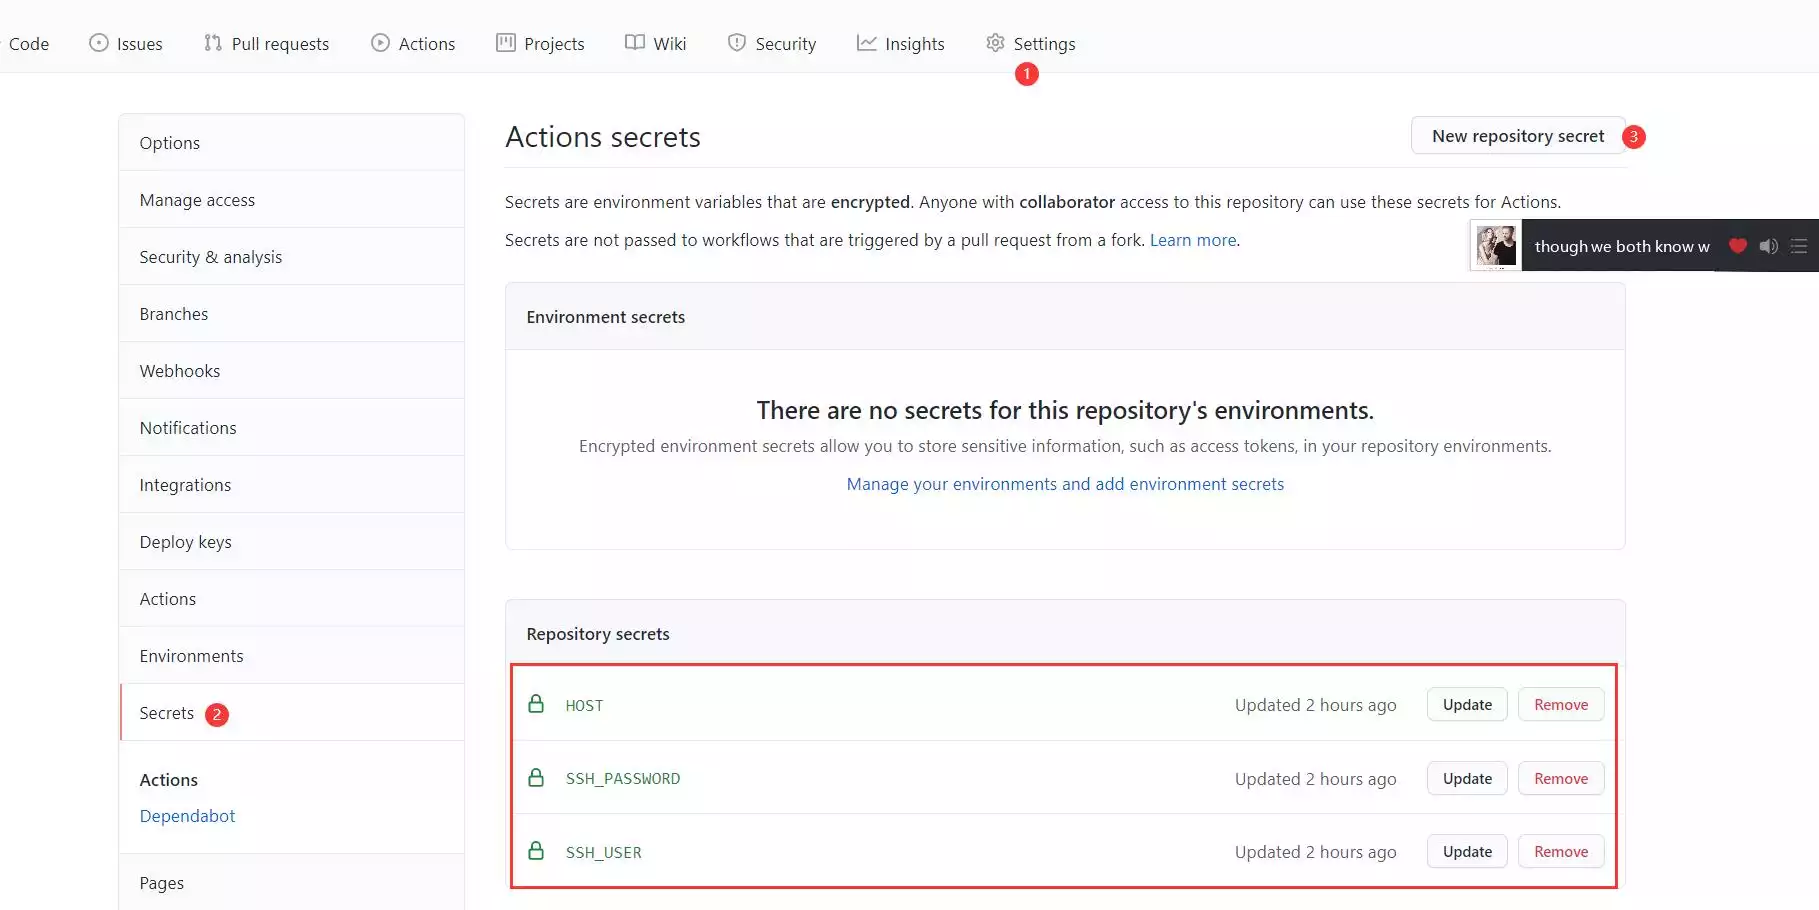 Code Issues Pull requests Actions Projects Wiki Security Insights Settings
1
Options
Manage access
Security & analysis
Branches
Webhooks
Notifications
Integrations
Deploy keys
Actions
Environments
Secrets 2
Actions
Dependabot
Pages
Actions secrets
New repository secret 3
Secrets are environment variables that are encrypted. Anyone with collaborator access to this repository can use these secrets for Actions.
Secrets are not passed to workflows that are triggered by a pull request from a fork. Learn more.
though we both know w
Environment secrets
There are no secrets for this repository's environments.
Encrypted environment secrets allow you to store sensitive information, such as access tokens, in your repository environments.
Manage your environments and add environment secrets
Repository secrets
HOST Updated 2 hours ago Update Remove
SSH_PASSWORD Updated 2 hours ago Update Remove
SSH_USER Updated 2 hours ago Update Remove